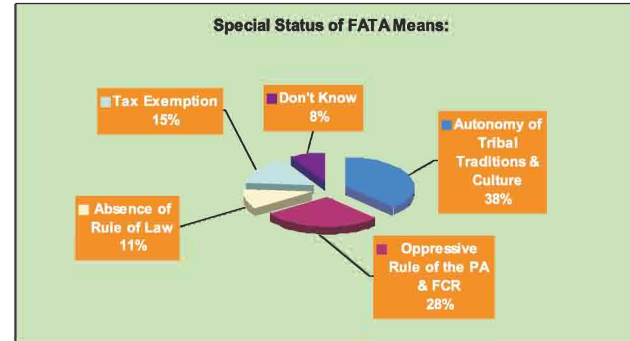 Special Status of FATA Means:
Tax Exemption
15%
Don't Know
8%
Autonomy of
Tribal
Traditions &
Culture
38%
Absence of
Rule of Law
11%
Oppressive
Rule of the PA
& FCR
28%